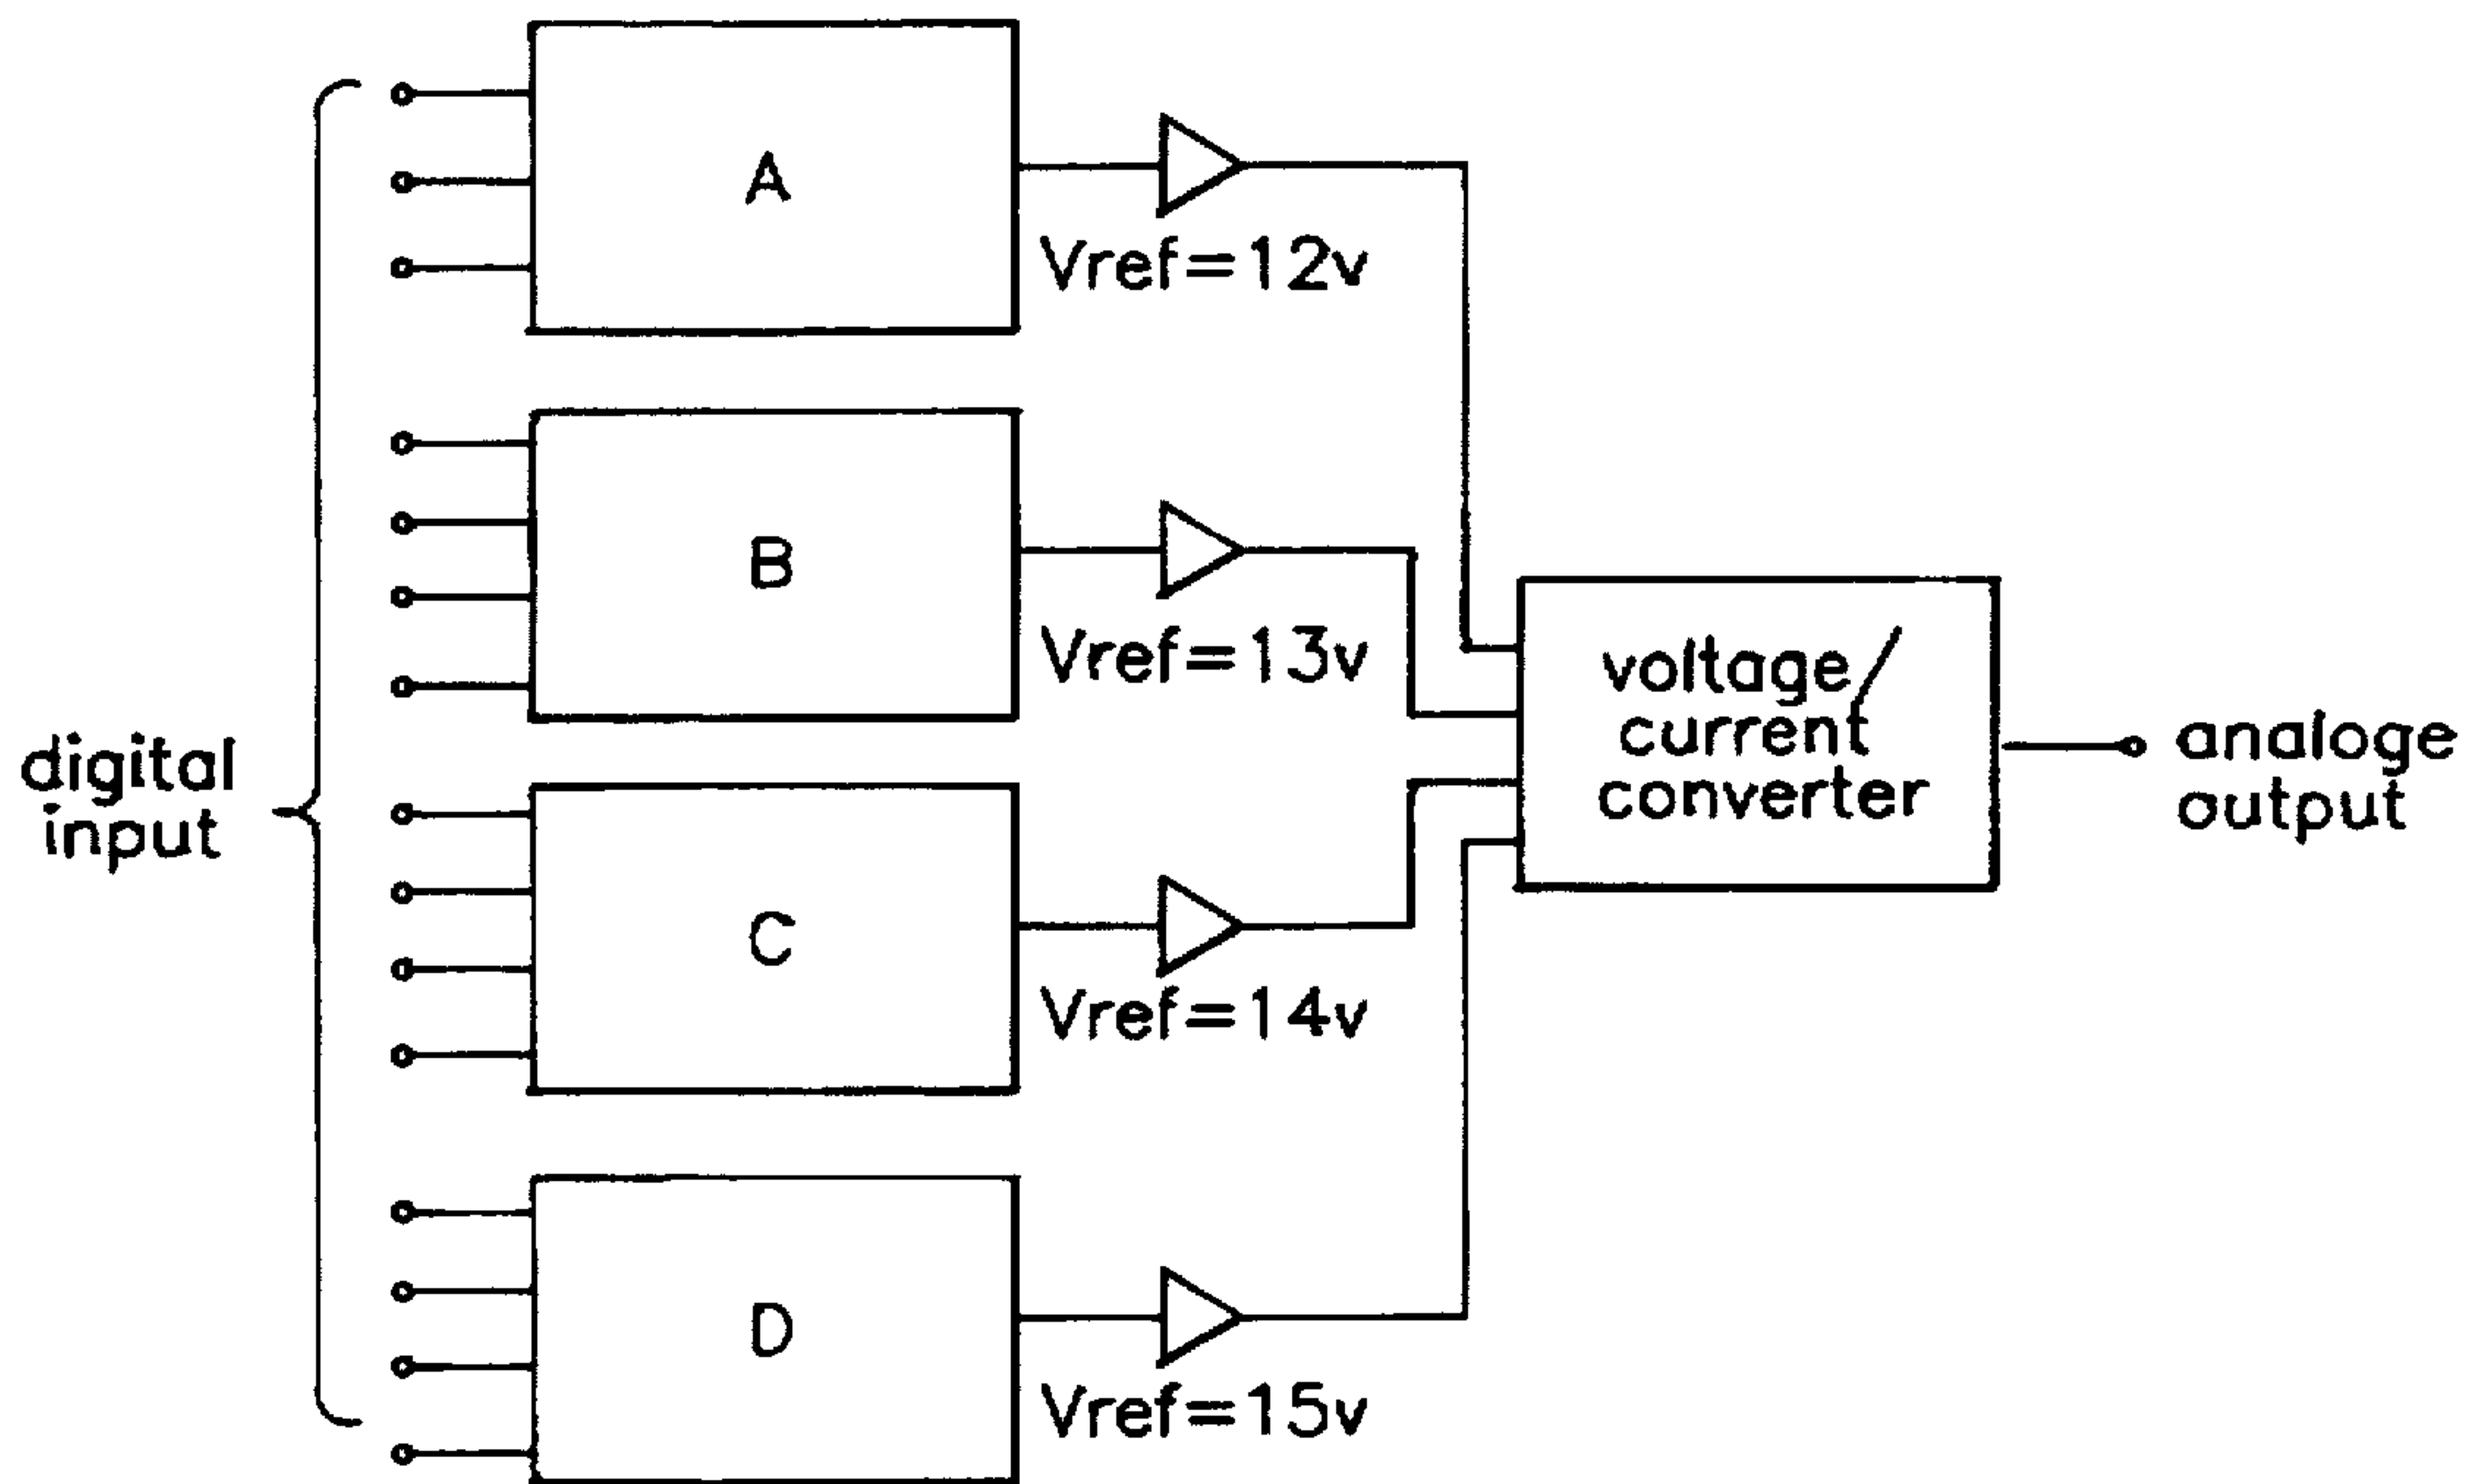 A
Vref=12v
B
Vref=13v
voltage/
current
converter
digital
input
analoge
output
C
Vref=14v
D
Vref=15v